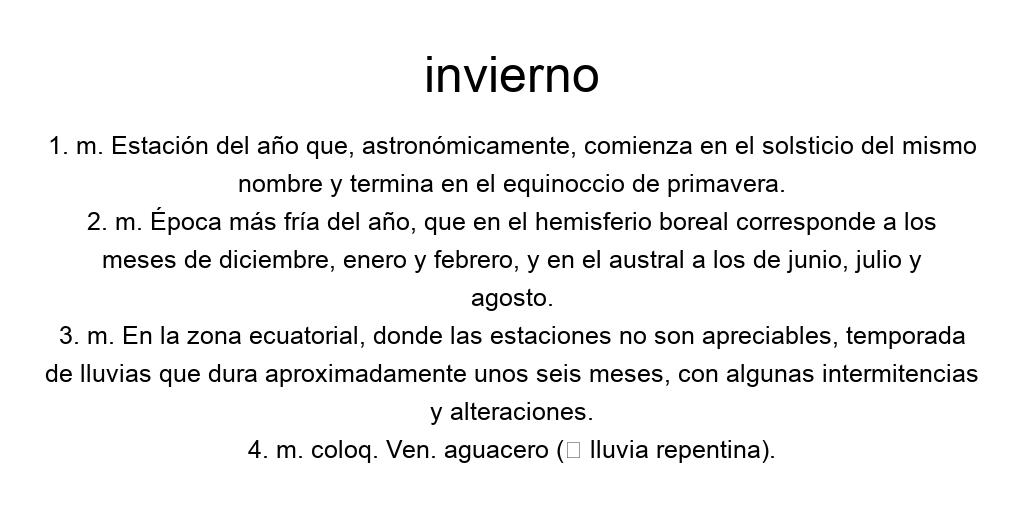 invierno
1. m. Estación del año que, astronómicamente, comienza en el solsticio del mismo
nombre y termina en el equinoccio de primavera.
2. m. Época más fría del año, que en el hemisferio boreal corresponde a los
meses de diciembre, enero y febrero, y en el austral a los de junio, julio y
agosto.
3. m. En la zona ecuatorial, donde las estaciones no son apreciables, temporada
de lluvias que dura aproximadamente unos seis meses, con algunas intermitencias
y alteraciones.
4. m. coloq. Ven. aguacero (□ lluvia repentina).